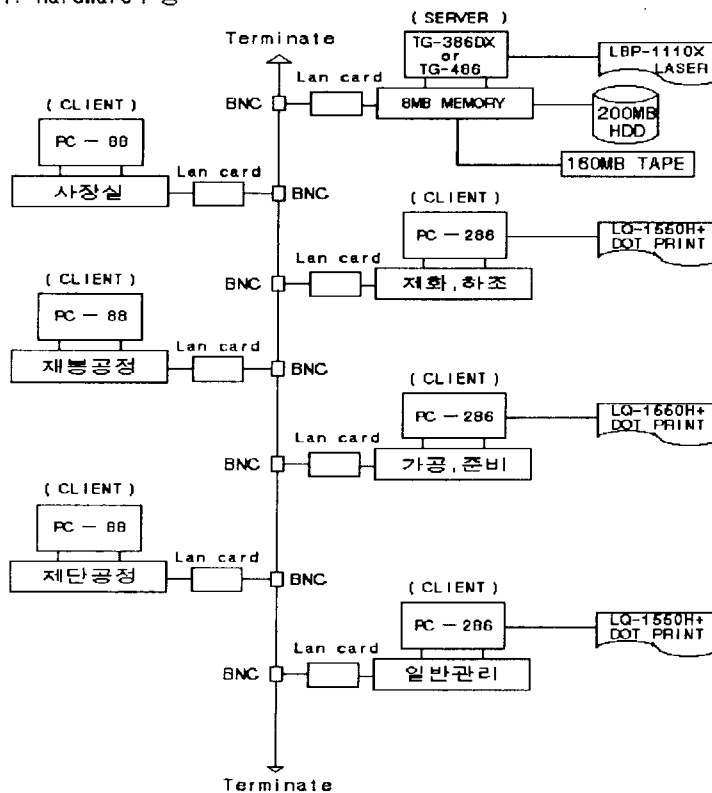 Terminate
( SERVER )
TG-386DX
or
TG-486
LBP-1110X
LASER
BNC
Lan card
8MB MEMORY
200MB
HDD
160MB TAPE
( CLIENT )
PC - 88
사장실
Lan card
BNC
( CLIENT )
PC - 286
LQ-1550H+
DOT PRINT
Lan card
BNC
제화,하조
( CLIENT )
PC - 88
재봉공정
Lan card
BNC
( CLIENT )
PC - 286
LQ-1550H+
DOT PRINT
Lan card
BNC
가공,준비
( CLIENT )
PC - 88
제단공정
Lan card
BNC
( CLIENT )
PC - 286
LQ-1550H+
DOT PRINT
Lan card
BNC
일반관리
Terminate